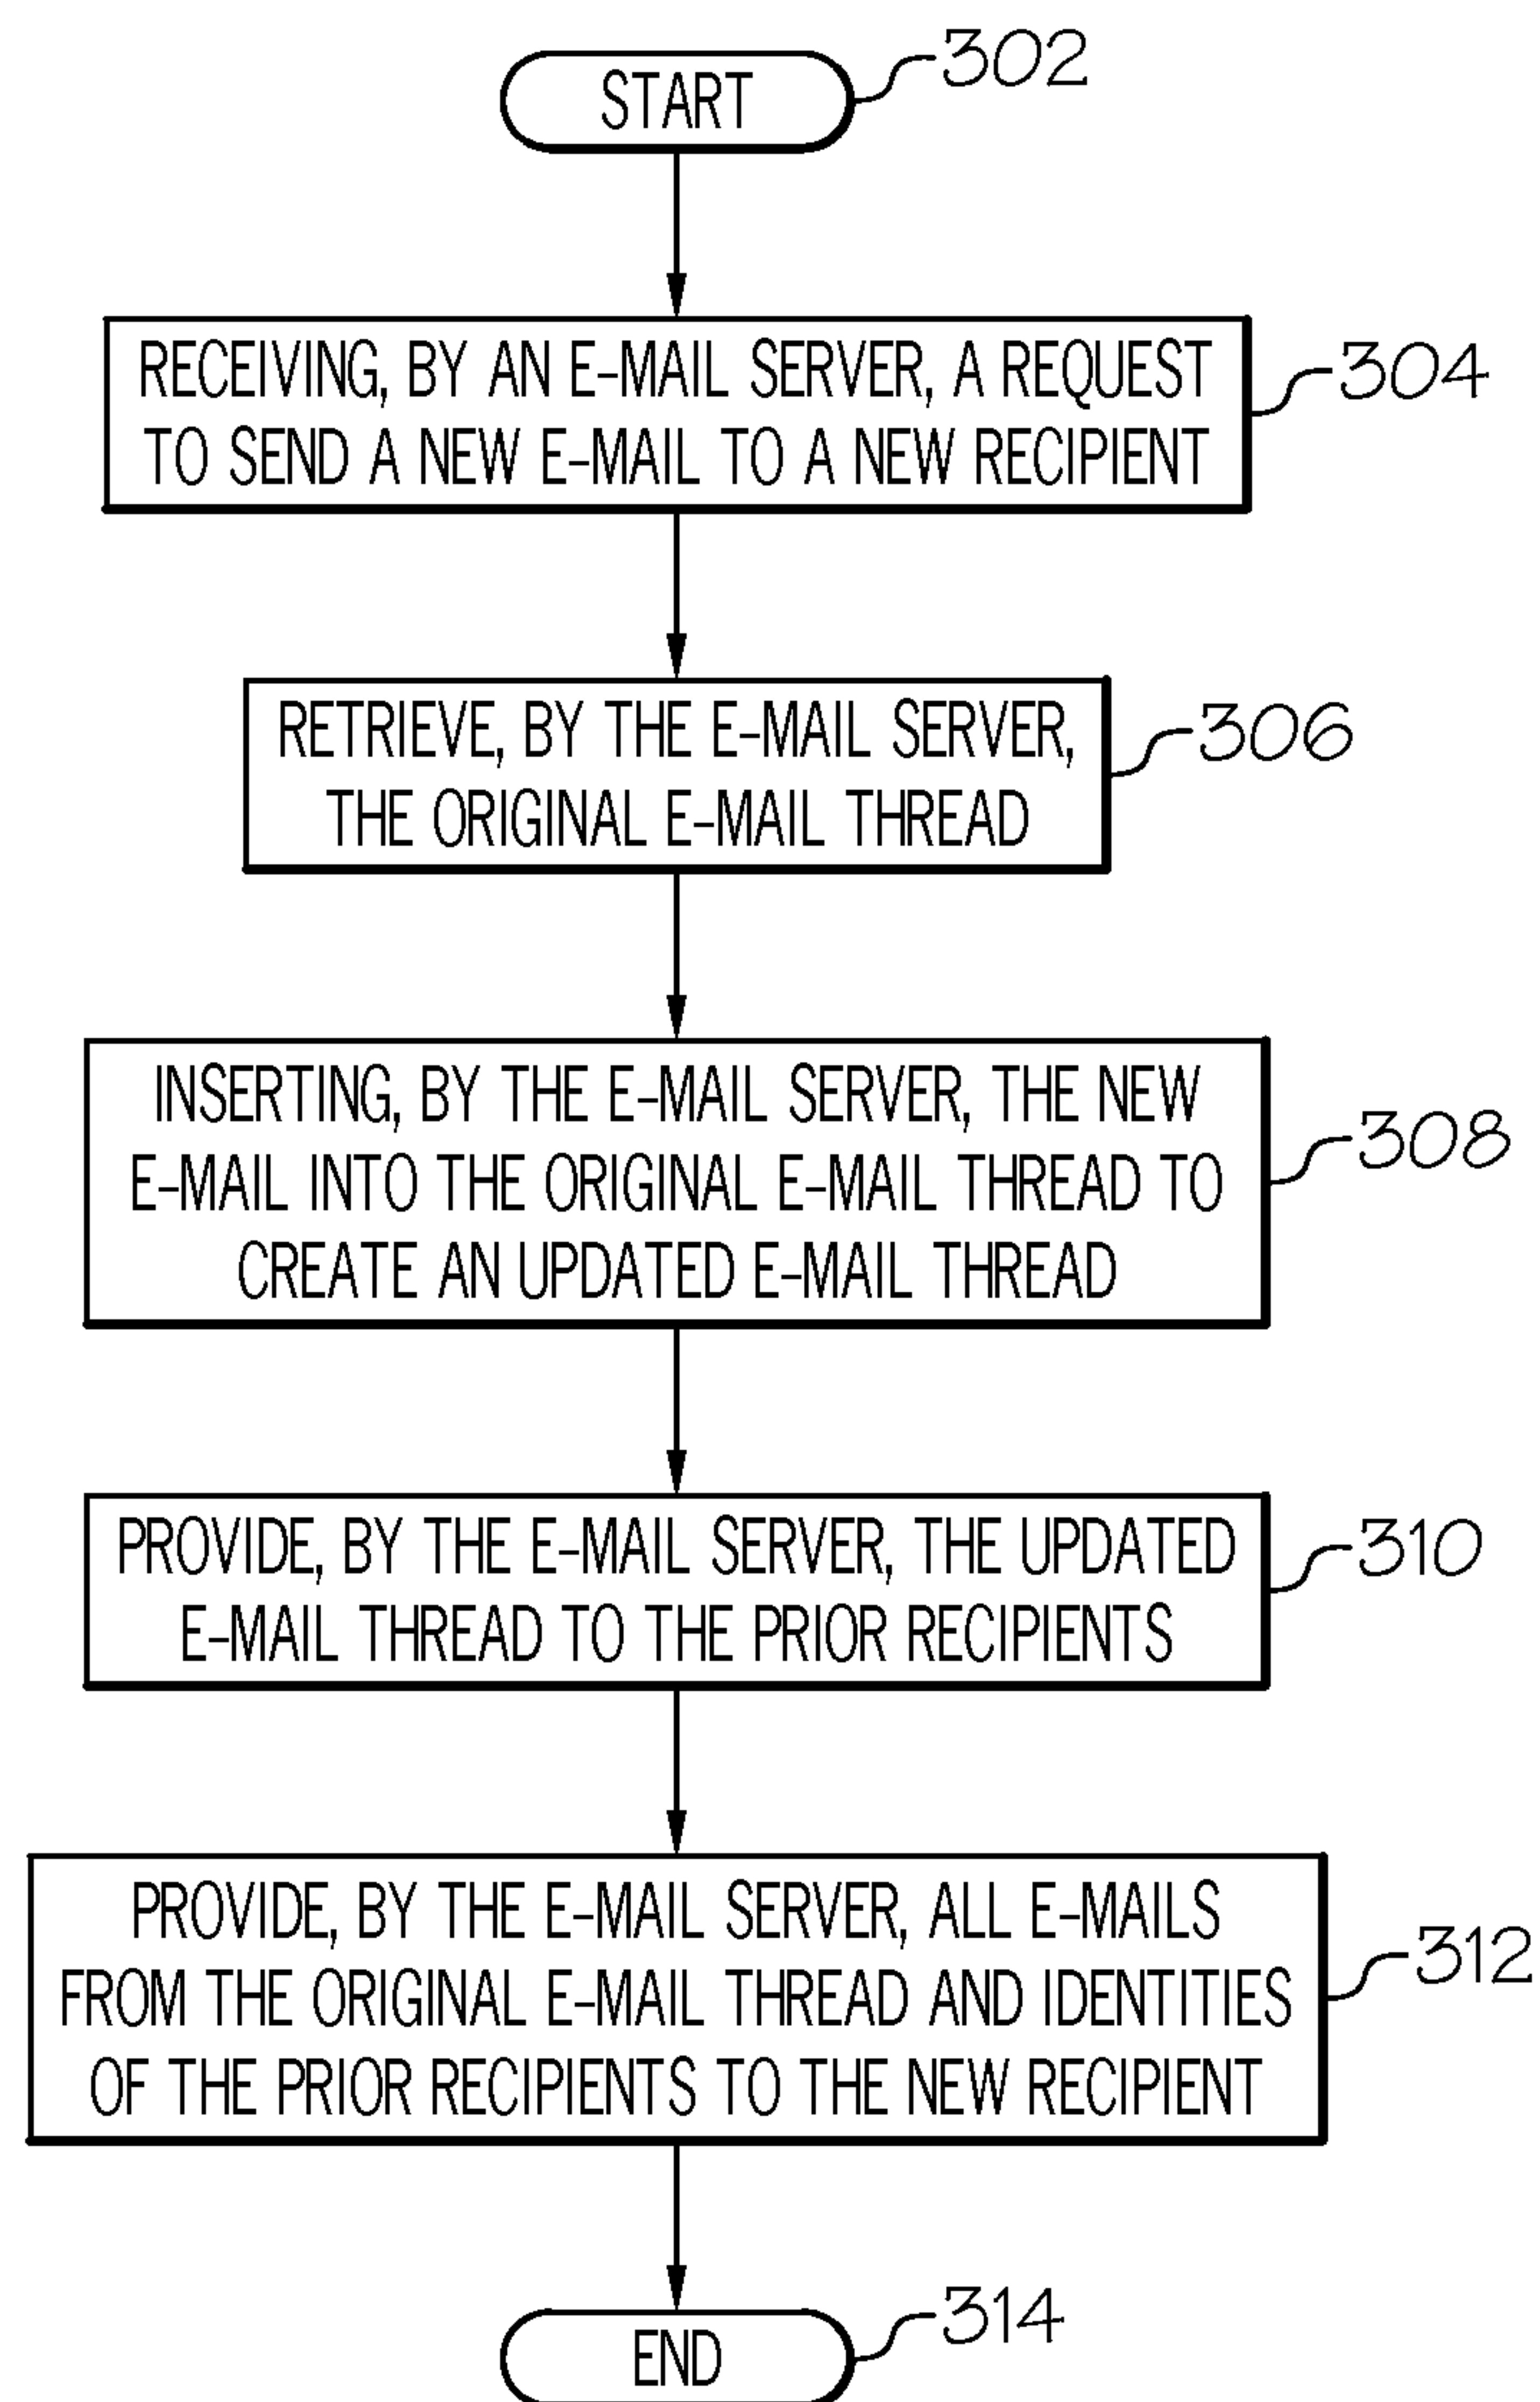 START
302
RECEIVING, BY AN E-MAIL SERVER, A REQUEST
TO SEND A NEW E-MAIL TO A NEW RECIPIENT
304
RETRIEVE, BY THE E-MAIL SERVER,
THE ORIGINAL E-MAIL THREAD
306
INSERTING, BY THE E-MAIL SERVER, THE NEW
E-MAIL INTO THE ORIGINAL E-MAIL THREAD TO
CREATE AN UPDATED E-MAIL THREAD
308
PROVIDE, BY THE E-MAIL SERVER, THE UPDATED
E-MAIL THREAD TO THE PRIOR RECIPIENTS
310
PROVIDE, BY THE E-MAIL SERVER, ALL E-MAILS
FROM THE ORIGINAL E-MAIL THREAD AND IDENTITIES
OF THE PRIOR RECIPIENTS TO THE NEW RECIPIENT
312
END
314